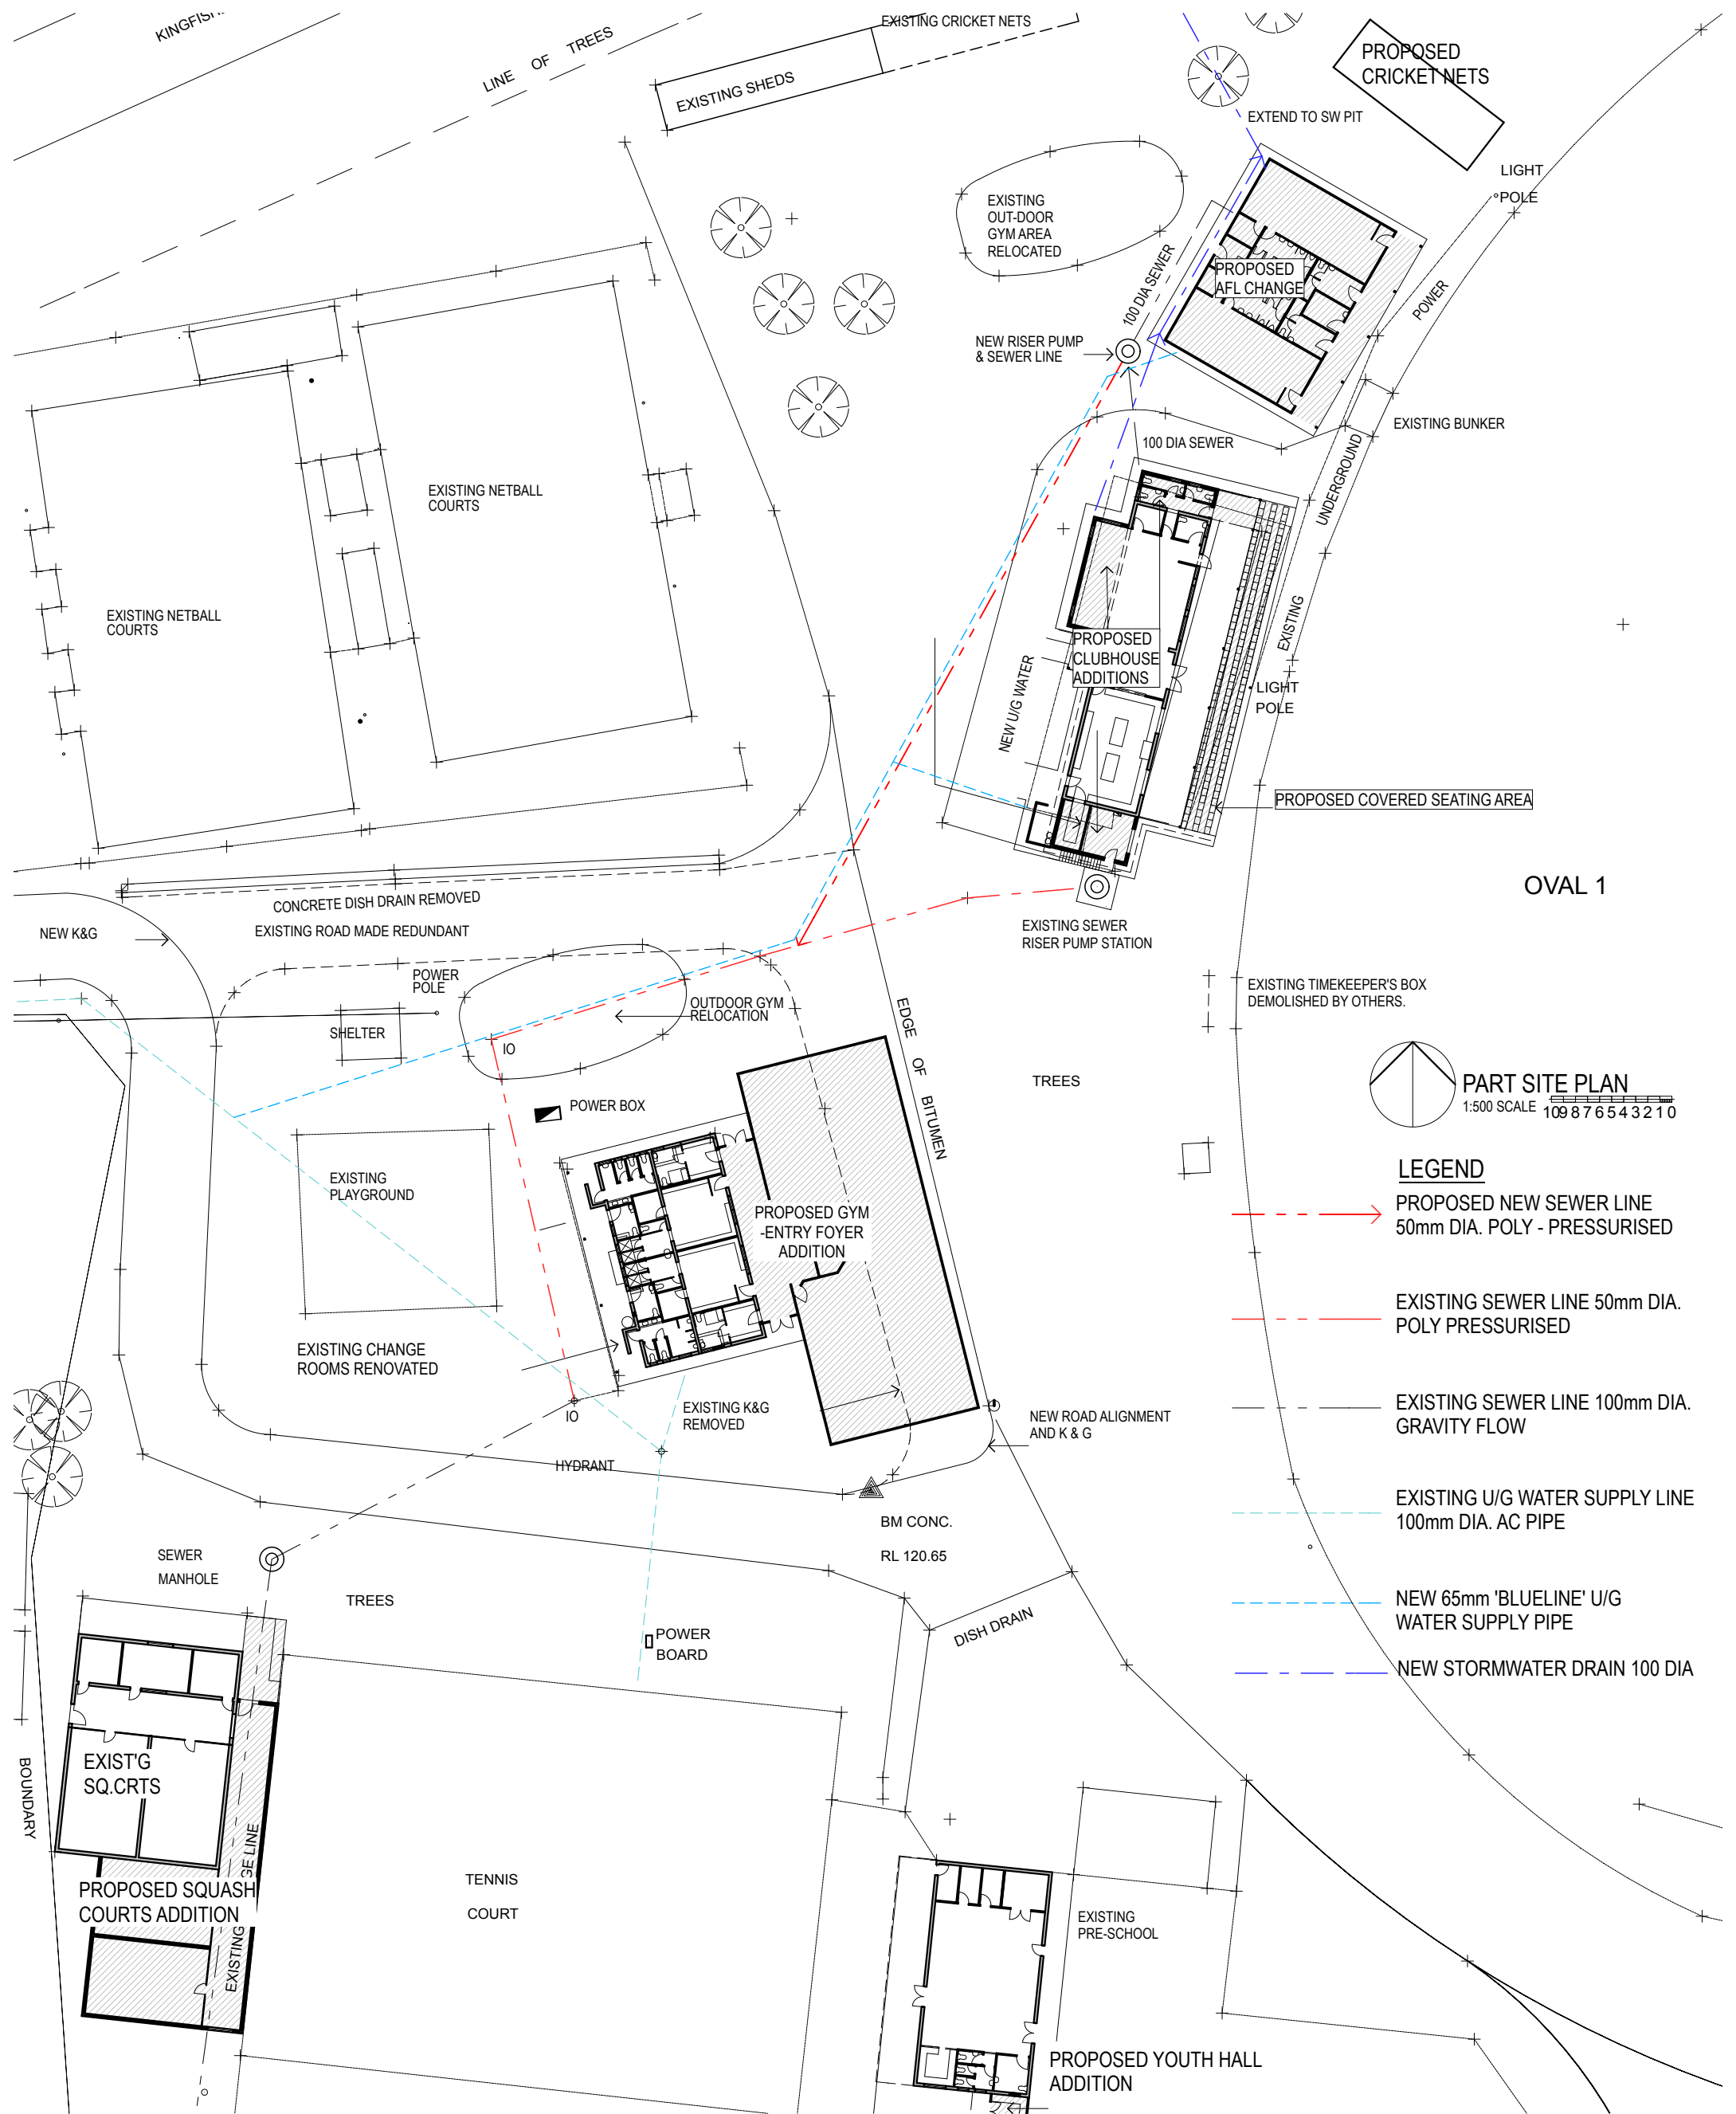 KINGFISH
LINE OF TREES
EXISTING CRICKET NETS
EXISTING SHEDS
PROPOSED
CRICKET NETS
EXTEND TO SW PIT
LIGHT
POLE
EXISTING
OUT-DOOR
GYM AREA
RELOCATED
100 DIA SEWER
PROPOSED
AFL CHANGE
POWER
NEW RISER PUMP
& SEWER LINE
EXISTING BUNKER
100 DIA SEWER
UNDERGROUND
EXISTING NETBALL
COURTS
EXISTING NETBALL
COURTS
EXISTING
PROPOSED
CLUBHOUSE
ADDITIONS
NEW U/G WATER
LIGHT
POLE
PROPOSED COVERED SEATING AREA
OVAL 1
CONCRETE DISH DRAIN REMOVED
NEW K&G
EXISTING ROAD MADE REDUNDANT
EXISTING SEWER
RISER PUMP STATION
POWER
POLE
OUTDOOR GYM
RELOCATION
SHELTER
IO
EDGE OF BITUMEN
EXISTING TIMEKEEPER'S BOX
DEMOLISHED BY OTHERS.
TREES
PART SITE PLAN
1:500 SCALE
10 9 8 7 6 5 4 3 2 1 0
POWER BOX
LEGEND
PROPOSED NEW SEWER LINE
50mm DIA. POLY - PRESSURISED
EXISTING
PLAYGROUND
PROPOSED GYM
-ENTRY FOYER
ADDITION
EXISTING SEWER LINE 50mm DIA.
POLY PRESSURISED
EXISTING CHANGE
ROOMS RENOVATED
EXISTING SEWER LINE 100mm DIA.
GRAVITY FLOW
IO
EXISTING K&G
REMOVED
NEW ROAD ALIGNMENT
AND K & G
HYDRANT
EXISTING U/G WATER SUPPLY LINE
100mm DIA. AC PIPE
BM CONC.
RL 120.65
SEWER
MANHOLE
TREES
NEW 65mm 'BLUELINE' U/G
WATER SUPPLY PIPE
POWER
BOARD
DISH DRAIN
NEW STORMWATER DRAIN 100 DIA
BOUNDARY
EXIST'G
SQ.CRTS
PROPOSED SQUASH
COURTS ADDITION
EXISTING
GE LINE
TENNIS
COURT
EXISTING
PRE-SCHOOL
PROPOSED YOUTH HALL
ADDITION